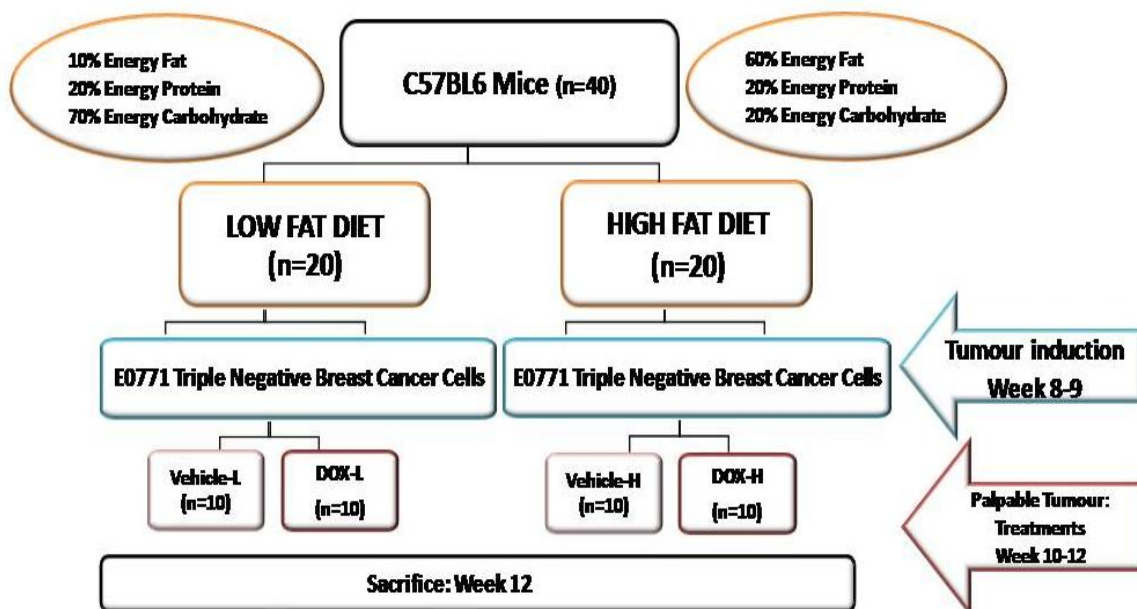 10% Energy Fat
20% Energy Protein
70% Energy Carbohydrate
C57BL6 Mice (n=40)
60% Energy Fat
20% Energy Protein
20% Energy Carbohydrate
LOW FAT DIET
(n=20)
HIGH FAT DIET
(n=20)
E0771 Triple Negative Breast Cancer Cells
E0771 Triple Negative Breast Cancer Cells
Tumour induction
Week 8-9
Vehicle-L
(n=10)
DOX-L
(n=10)
Vehicle-H
(n=10)
DOX-H
(n=10)
Palpable Tumour:
Treatments
Week 10-12
Sacrifice: Week 12